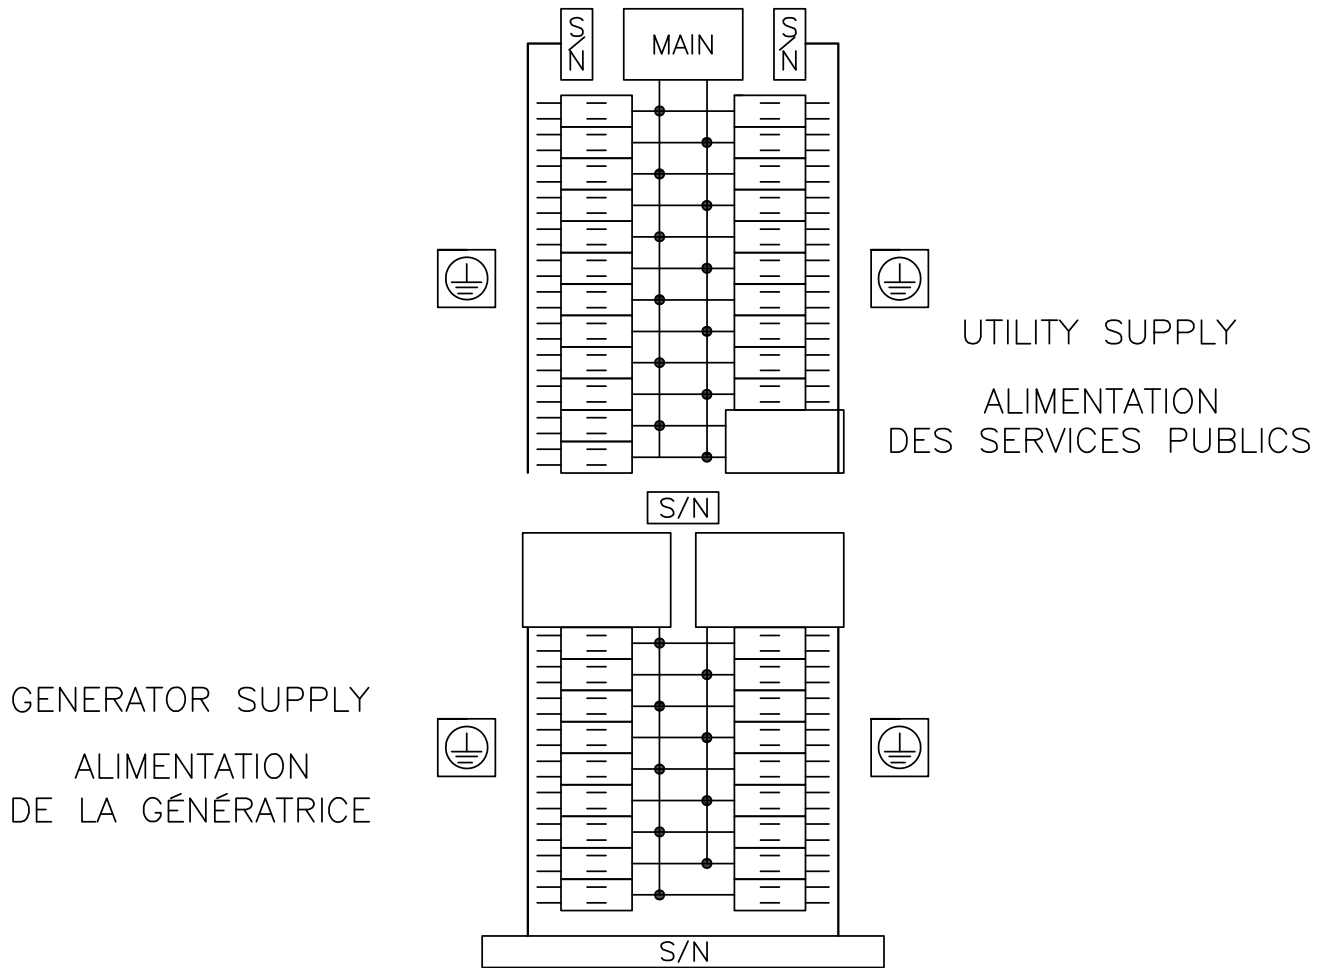 S/N
MAIN
S/N
UTILITY SUPPLY
ALIMENTATION
DES SERVICES PUBLICS
S/N
GENERATOR SUPPLY
ALIMENTATION
DE LA GÉNÉRATRICE
S/N